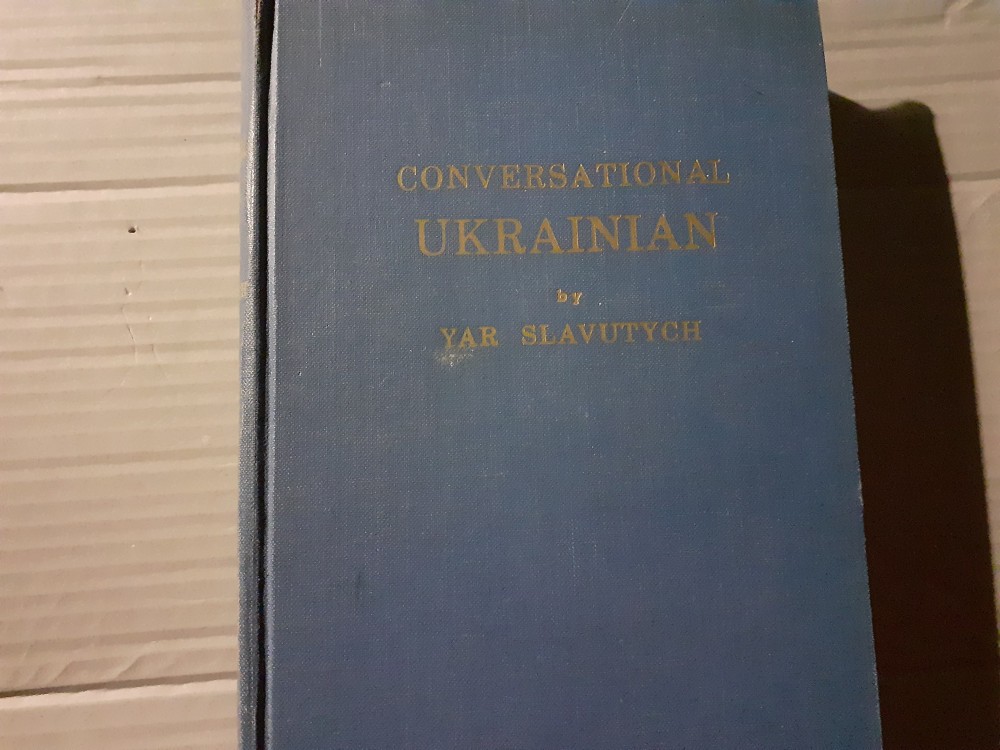 CONVERSATIONAL
UKRAINIAN
by
YAR SLAVUTYCH